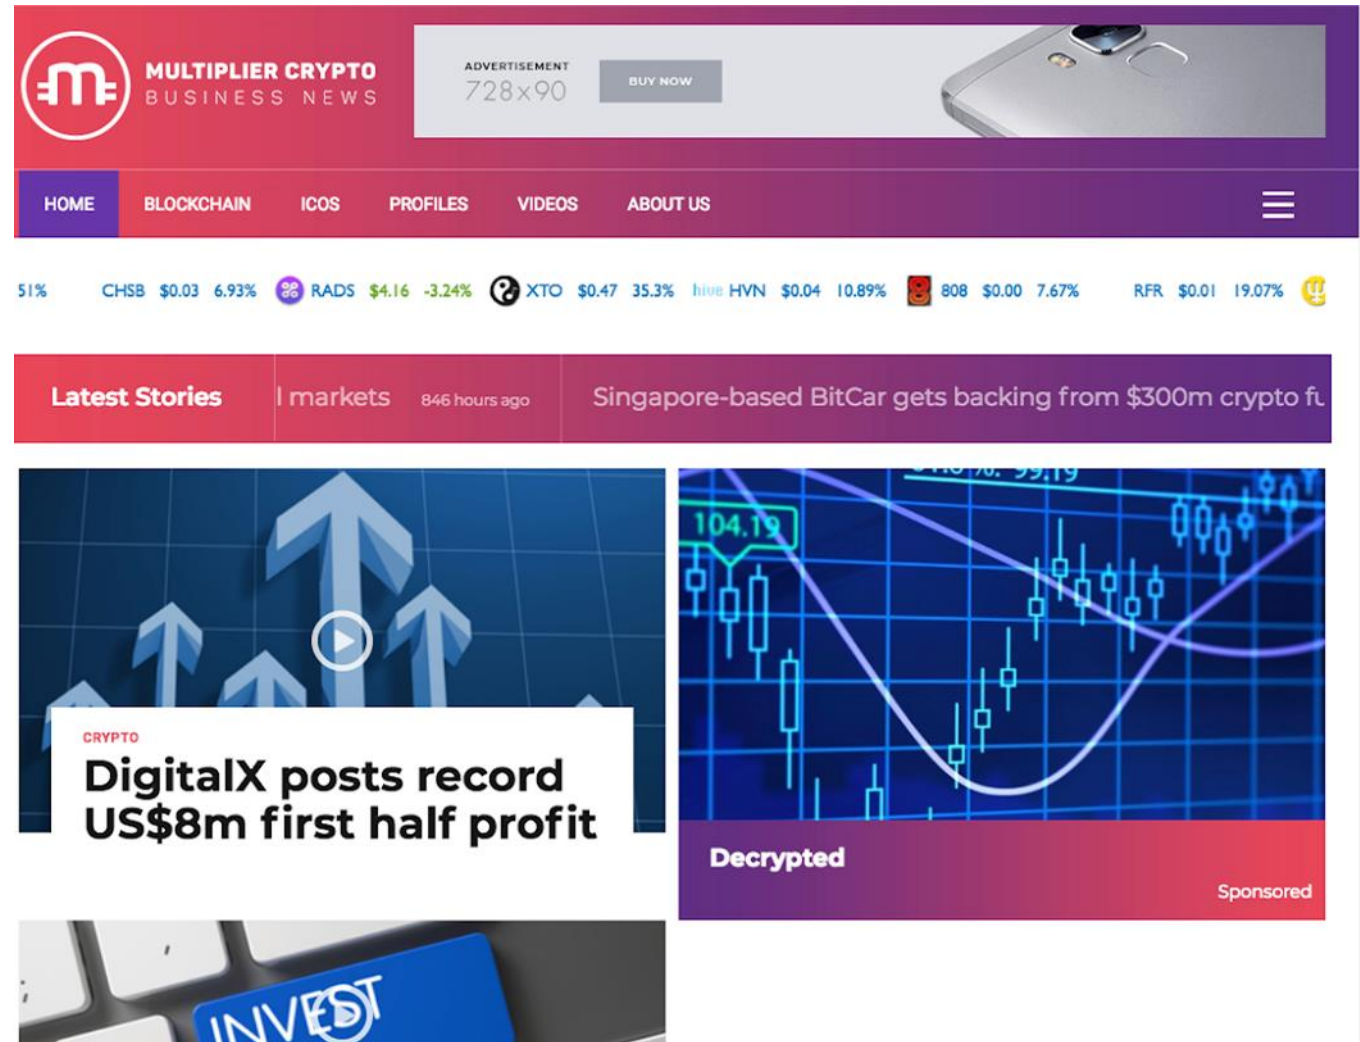 MULTIPLIER CRYPTO
BUSINESS NEWS
ADVERTISEMENT
728x90
BUY NOW
HOME BLOCKCHAIN ICOS PROFILES VIDEOS ABOUT US
51% CHSB $0.03 6.93% RADS $4.16 -3.24% XTO $0.47 35.3% hive HVN $0.04 10.89% 808 $0.00 7.67% RFR $0.01 19.07%
Latest Stories l markets 846 hours ago Singapore-based BitCar gets backing from $300m crypto fu
99.19
104.19
CRYPTO
DigitalX posts record
US$8m first half profit
Decrypted
Sponsored
INVEST